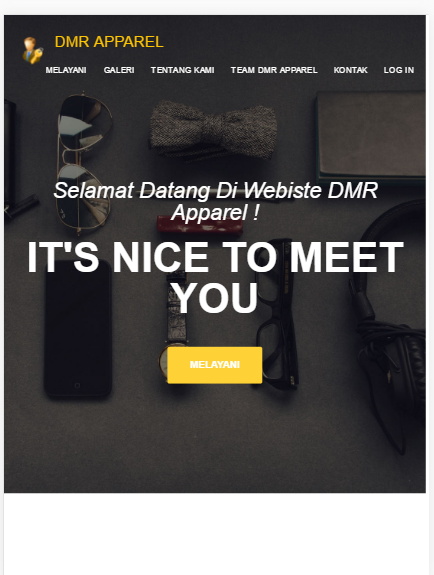 DMR APPAREL
MELAYANI GALERI TENTANG KAMI TEAM DMR APPAREL KONTAK LOG IN
Selamat Datang Di Webiste DMR
Apparel !
IT'S NICE TO MEET
YOU
MELAYANI